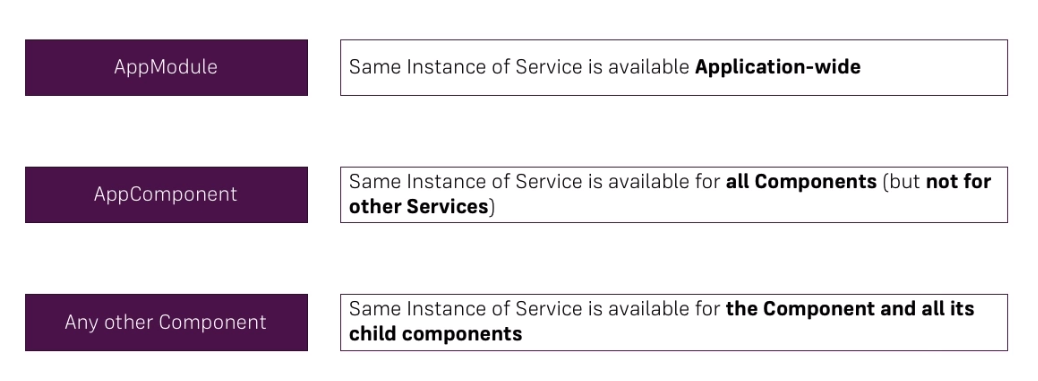 AppModule
Same Instance of Service is available Application-wide
AppComponent
Same Instance of Service is available for all Components (but not for
other Services)
Any other Component
Same Instance of Service is available for the Component and all its
child components